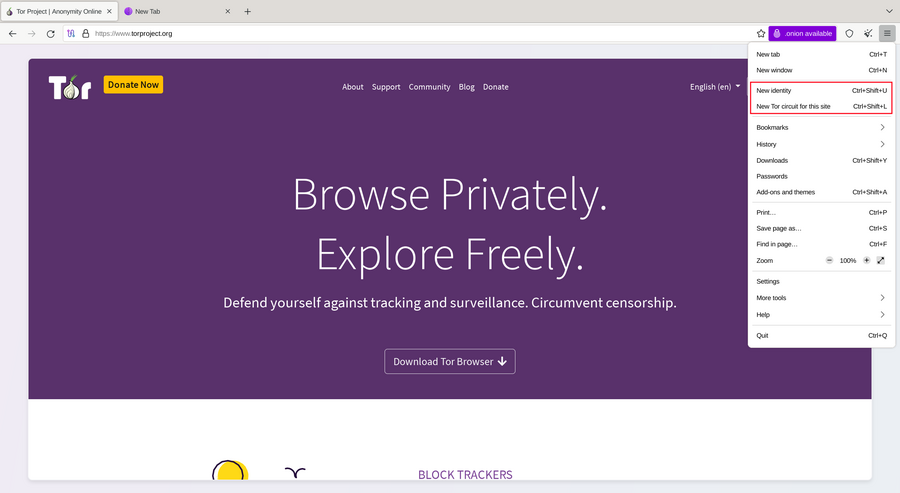 Tor Project | Anonymity Online
New Tab
https://www.torproject.org
.onion available
Tor
Donate Now
About Support Community Blog Donate
English (en)
Browse Privately.
Explore Freely.
Defend yourself against tracking and surveillance. Circumvent censorship.
Download Tor Browser
BLOCK TRACKERS
New tab Ctrl+T
New window Ctrl+N
New identity Ctrl+Shift+U
New Tor circuit for this site Ctrl+Shift+L
Bookmarks
History
Downloads Ctrl+Shift+Y
Passwords
Add-ons and themes Ctrl+Shift+A
Print… Ctrl+P
Save page as… Ctrl+S
Find in page… Ctrl+F
Zoom 100%
Settings
More tools
Help
Quit Ctrl+Q